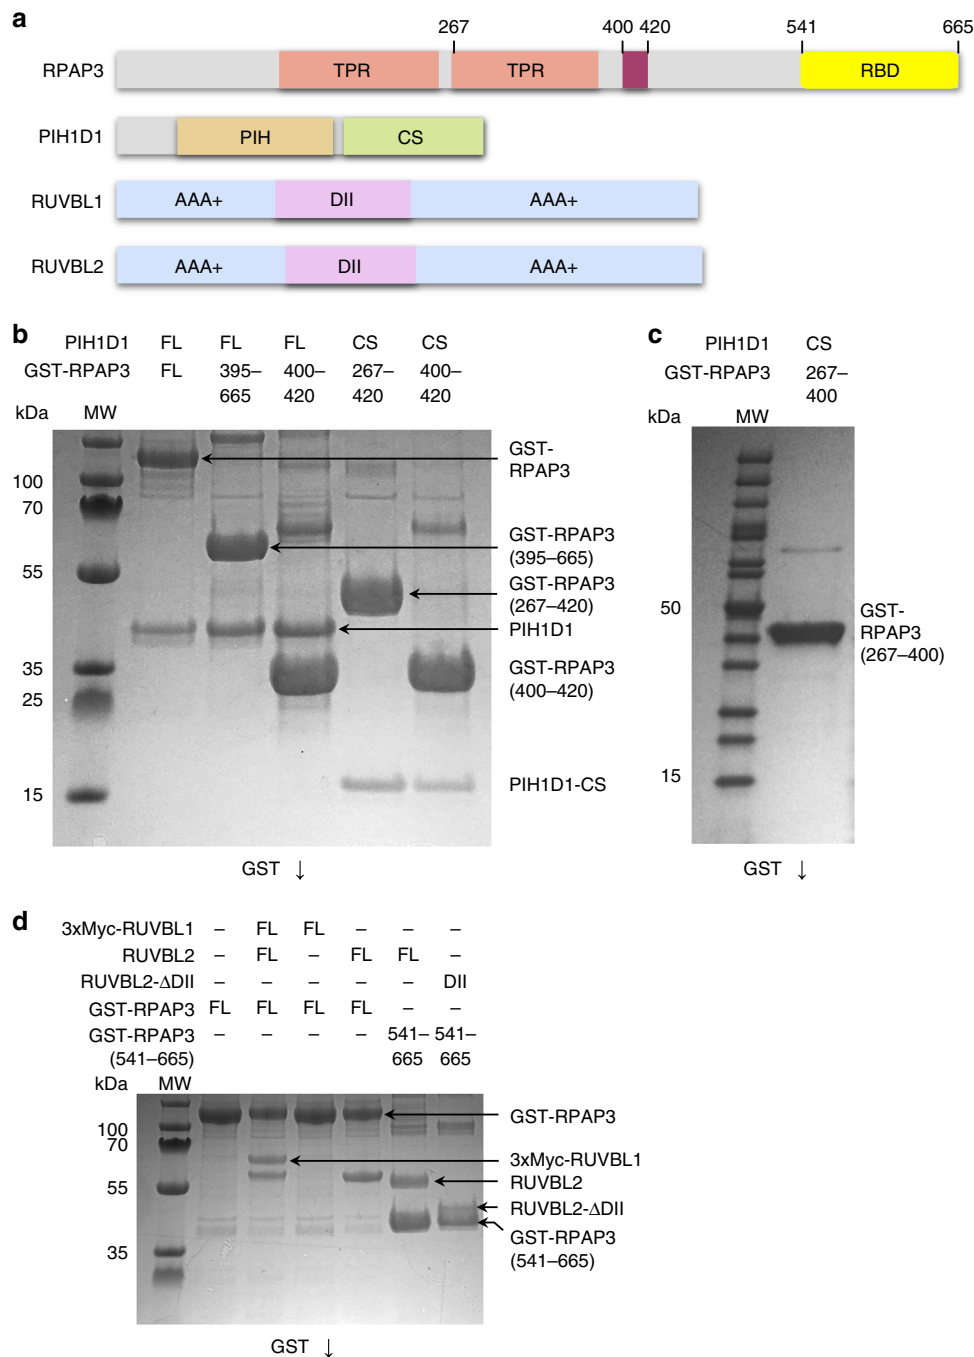 a
267 400 420 541 665
RPAP3 TPR TPR RBD
PIH1D1 PIH CS
RUVBL1 AAA+ DII AAA+
RUVBL2 AAA+ DII AAA+
b
PIH1D1 FL FL FL CS CS
GST-RPAP3 FL 395– 400– 267– 400–
665 420 420 420
kDa MW
100
70
55
35
25
15
GST-
RPAP3
GST-RPAP3
(395–665)
GST-RPAP3
(267–420)
PIH1D1
GST-RPAP3
(400–420)
PIH1D1-CS
GST ↓
c
PIH1D1 CS
GST-RPAP3 267–
400
kDa MW
50
15
GST-
RPAP3
(267–400)
GST ↓
d
3xMyc-RUVBL1 – FL FL – – –
RUVBL2 – FL – FL FL –
RUVBL2-ΔDII – – – – – DII
GST-RPAP3 FL FL FL FL – –
GST-RPAP3 – – – – 541– 541–
(541–665) 665 665
kDa MW
100
70
55
35
GST-RPAP3
3xMyc-RUVBL1
RUVBL2
RUVBL2-ΔDII
GST-RPAP3
(541–665)
GST ↓